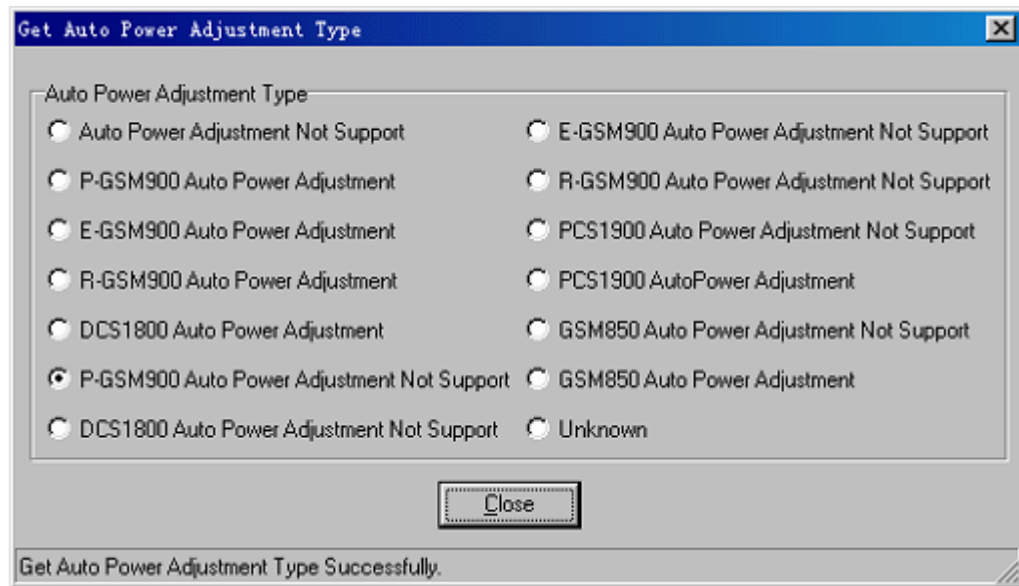 Get Auto Power Adjustment Type
Auto Power Adjustment Type
Auto Power Adjustment Not Support
P-GSM900 Auto Power Adjustment
E-GSM900 Auto Power Adjustment
R-GSM900 Auto Power Adjustment
DCS1800 Auto Power Adjustment
P-GSM900 Auto Power Adjustment Not Support
DCS1800 Auto Power Adjustment Not Support
E-GSM900 Auto Power Adjustment Not Support
R-GSM900 Auto Power Adjustment Not Support
PCS1900 Auto Power Adjustment Not Support
PCS1900 AutoPower Adjustment
GSM850 Auto Power Adjustment Not Support
GSM850 Auto Power Adjustment
Unknown
Close
Get Auto Power Adjustment Type Successfully.